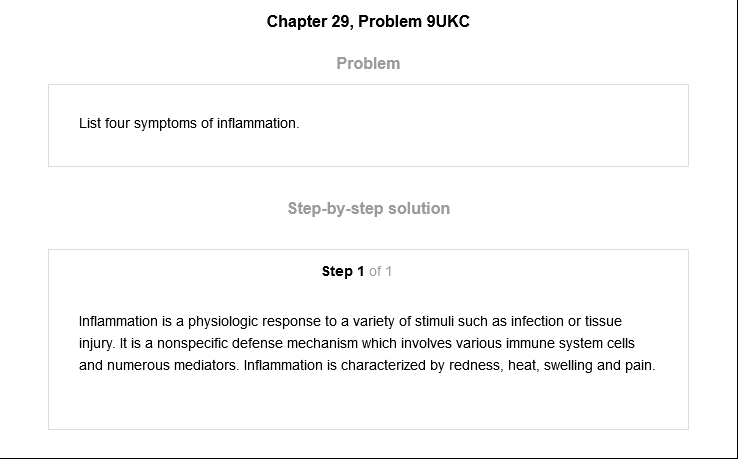 Chapter 29, Problem 9UKC
Problem
List four symptoms of inflammation.
Step-by-step solution
Step 1 of 1
Inflammation is a physiologic response to a variety of stimuli such as infection or tissue
injury. It is a nonspecific defense mechanism which involves various immune system cells
and numerous mediators. Inflammation is characterized by redness, heat, swelling and pain.